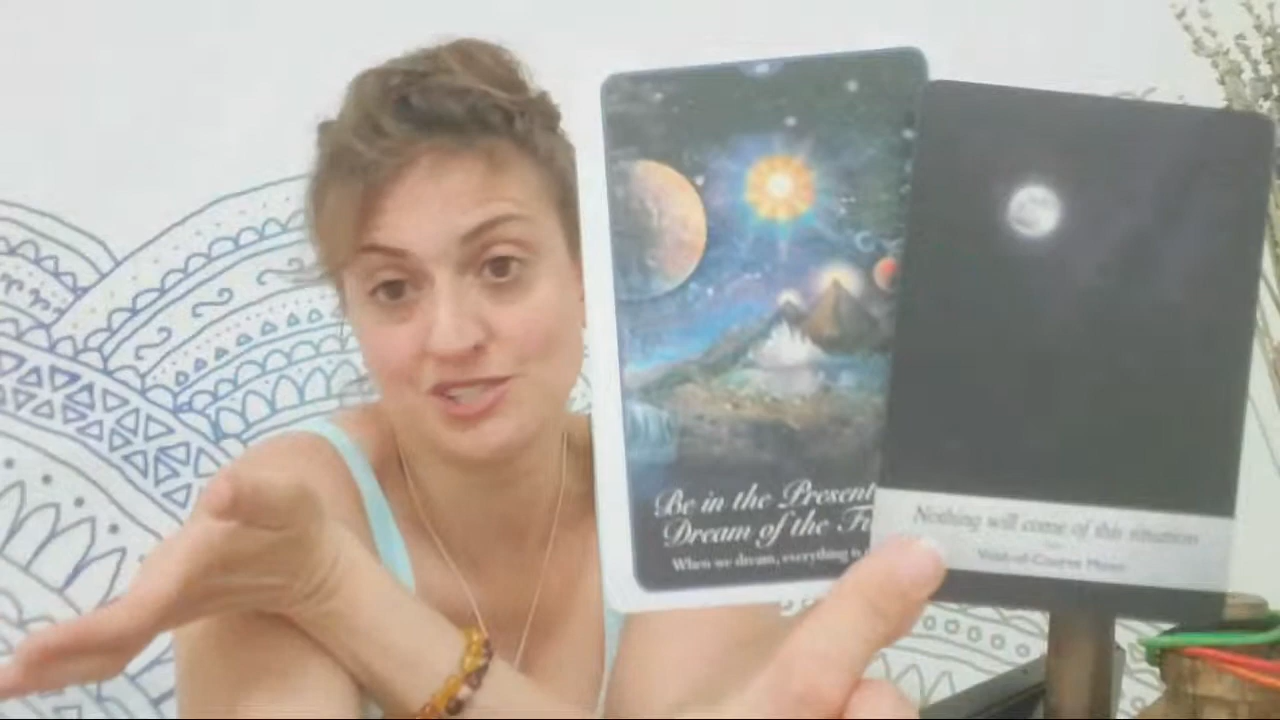 Be in the Present
Dream of the Fu
When we dream, everything is
Nothing will come of this situation
Void-of-Course Moon